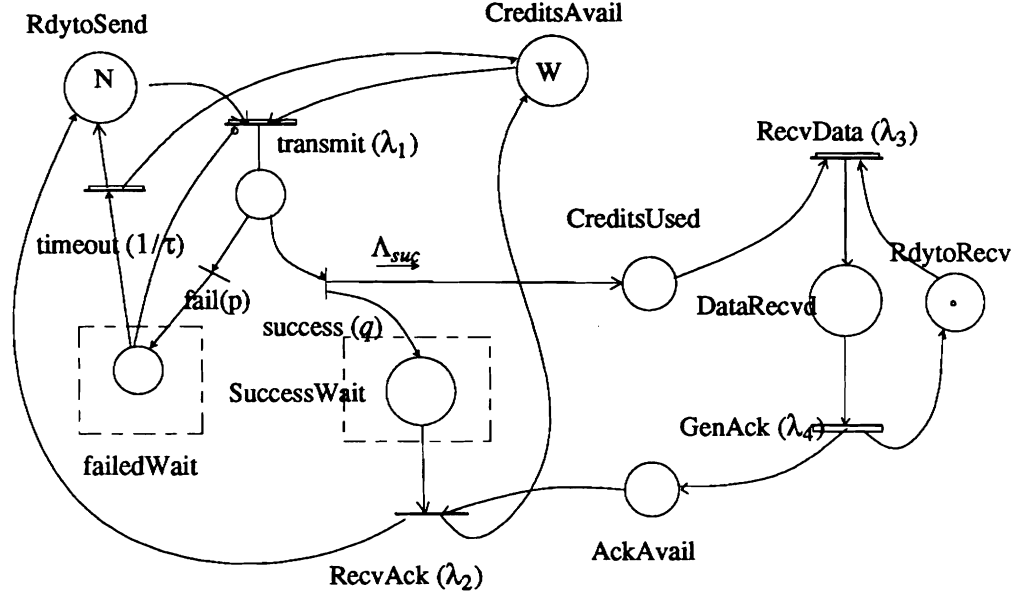 CreditsAvail
RdytoSend
N
W
transmit (λ1)
RecvData (λ3)
CreditsUsed
timeout (1/τ)
Λsuc
RdytoRecv
fail(p)
DataRecvd
success (q)
SuccessWait
GenAck (λ4)
failedWait
AckAvail
RecvAck (λ2)